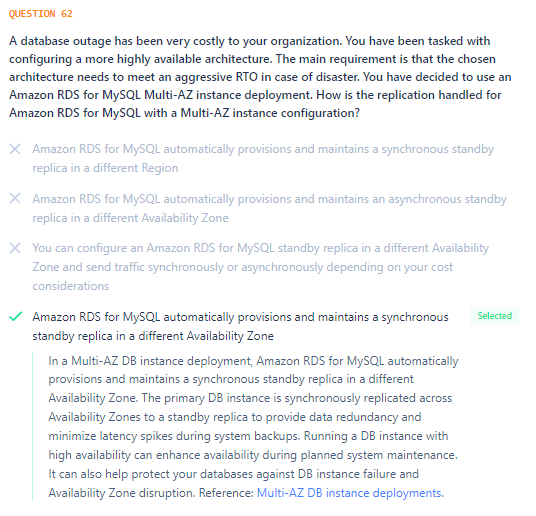 QUESTION 62
A database outage has been very costly to your organization. You have been tasked with
configuring a more highly available architecture. The main requirement is that the chosen
architecture needs to meet an aggressive RTO in case of disaster. You have decided to use an
Amazon RDS for MySQL Multi-AZ instance deployment. How is the replication handled for
Amazon RDS for MySQL with a Multi-AZ instance configuration?
Amazon RDS for MySQL automatically provisions and maintains a synchronous standby
replica in a different Region
Amazon RDS for MySQL automatically provisions and maintains an asynchronous standby
replica in a different Availability Zone
You can configure an Amazon RDS for MySQL standby replica in a different Availability
Zone and send traffic synchronously or asynchronously depending on your cost
considerations
Amazon RDS for MySQL automatically provisions and maintains a synchronous
standby replica in a different Availability Zone
Selected
In a Multi-AZ DB instance deployment, Amazon RDS for MySQL automatically
provisions and maintains a synchronous standby replica in a different
Availability Zone. The primary DB instance is synchronously replicated across
Availability Zones to a standby replica to provide data redundancy and
minimize latency spikes during system backups. Running a DB instance with
high availability can enhance availability during planned system maintenance.
It can also help protect your databases against DB instance failure and
Availability Zone disruption. Reference: Multi-AZ DB instance deployments.